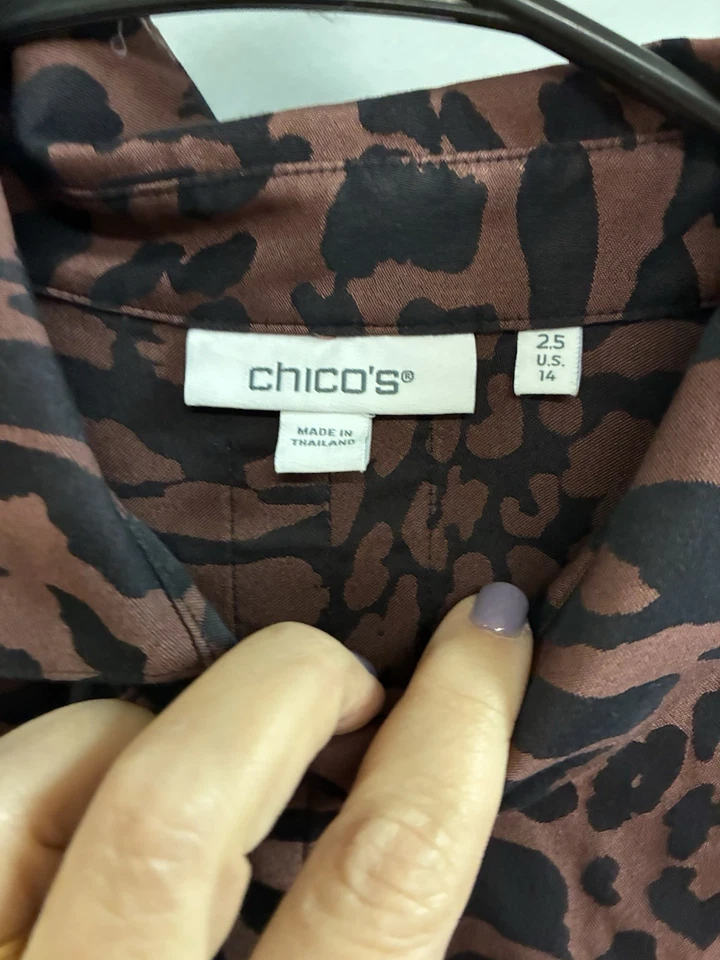 chico's®
2.5
U.S.
14
MADE IN
THAILAND